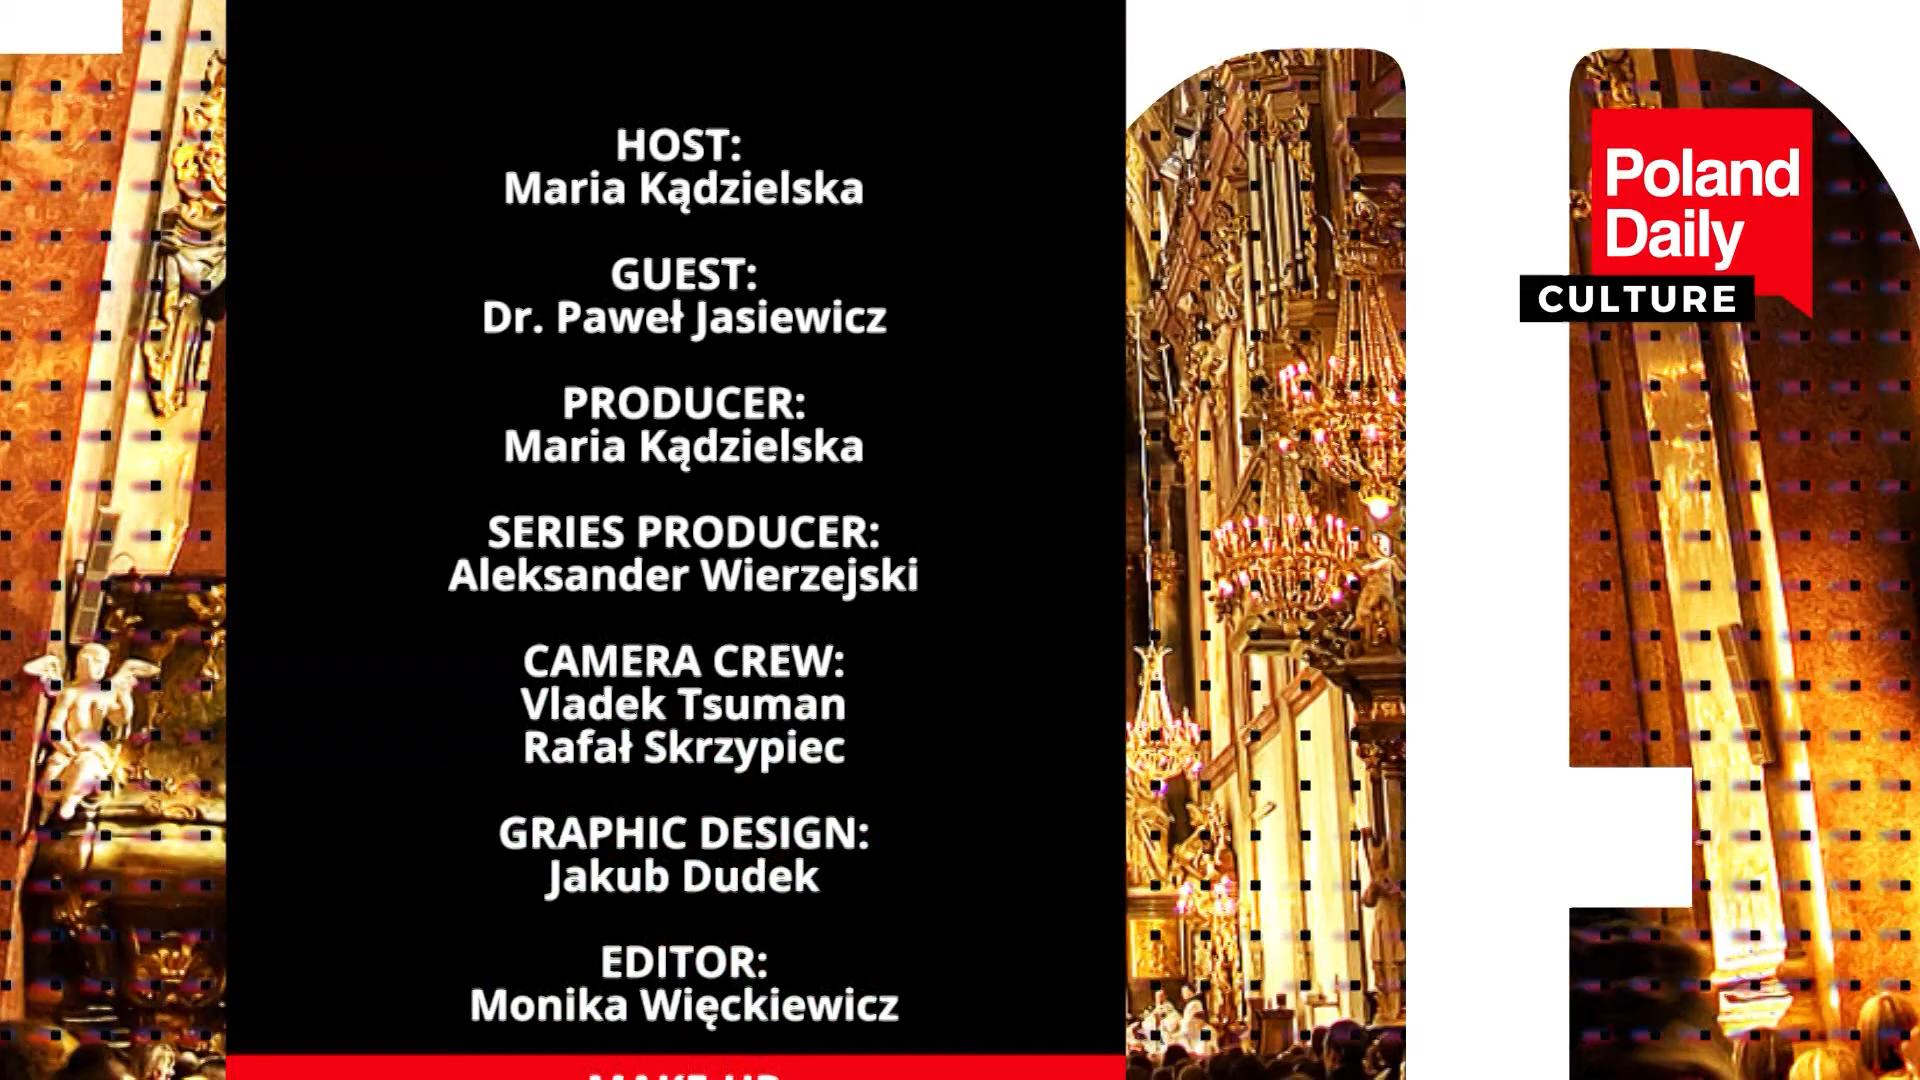 HOST:
Maria Kądzielska
GUEST:
Dr. Paweł Jasiewicz
PRODUCER:
Maria Kądzielska
SERIES PRODUCER:
Aleksander Wierzejski
CAMERA CREW:
Vladek Tsuman
Rafał Skrzypiec
GRAPHIC DESIGN:
Jakub Dudek
EDITOR:
Monika Więckiewicz
Poland
Daily
CULTURE